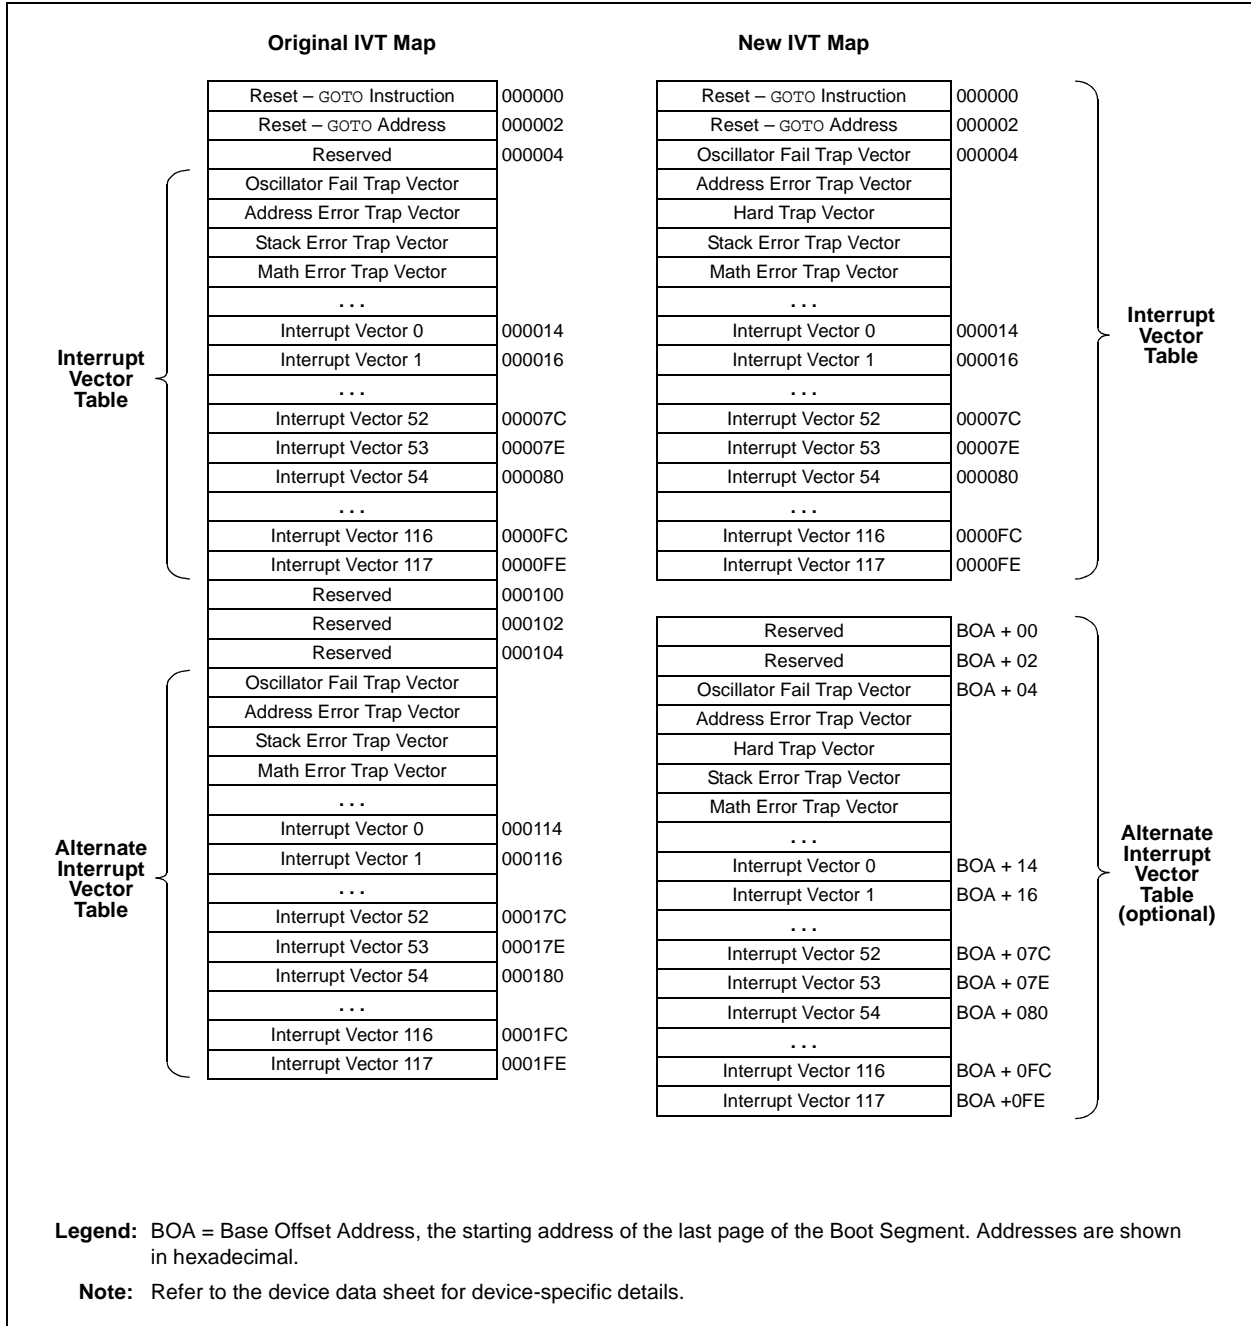 Original IVT Map
Reset – GOTO Instruction 000000
Reset – GOTO Address 000002
Reserved 000004
Oscillator Fail Trap Vector
Address Error Trap Vector
Stack Error Trap Vector
Math Error Trap Vector
. . .
Interrupt Vector 0 000014
Interrupt Vector 1 000016
. . .
Interrupt Vector 52 00007C
Interrupt Vector 53 00007E
Interrupt Vector 54 000080
. . .
Interrupt Vector 116 0000FC
Interrupt Vector 117 0000FE
Interrupt
Vector
Table
Reserved 000100
Reserved 000102
Reserved 000104
Oscillator Fail Trap Vector
Address Error Trap Vector
Stack Error Trap Vector
Math Error Trap Vector
. . .
Interrupt Vector 0 000114
Interrupt Vector 1 000116
. . .
Interrupt Vector 52 00017C
Interrupt Vector 53 00017E
Interrupt Vector 54 000180
. . .
Interrupt Vector 116 0001FC
Interrupt Vector 117 0001FE
Alternate
Interrupt
Vector
Table
New IVT Map
Reset – GOTO Instruction 000000
Reset – GOTO Address 000002
Oscillator Fail Trap Vector 000004
Address Error Trap Vector
Hard Trap Vector
Stack Error Trap Vector
Math Error Trap Vector
. . .
Interrupt Vector 0 000014
Interrupt Vector 1 000016
. . .
Interrupt Vector 52 00007C
Interrupt Vector 53 00007E
Interrupt Vector 54 000080
. . .
Interrupt Vector 116 0000FC
Interrupt Vector 117 0000FE
Interrupt
Vector
Table
Reserved BOA + 00
Reserved BOA + 02
Oscillator Fail Trap Vector BOA + 04
Address Error Trap Vector
Hard Trap Vector
Stack Error Trap Vector
Math Error Trap Vector
. . .
Interrupt Vector 0 BOA + 14
Interrupt Vector 1 BOA + 16
. . .
Interrupt Vector 52 BOA + 07C
Interrupt Vector 53 BOA + 07E
Interrupt Vector 54 BOA + 080
. . .
Interrupt Vector 116 BOA + 0FC
Interrupt Vector 117 BOA +0FE
Alternate
Interrupt
Vector
Table
(optional)
Legend: BOA = Base Offset Address, the starting address of the last page of the Boot Segment. Addresses are shown
in hexadecimal.
Note: Refer to the device data sheet for device-specific details.